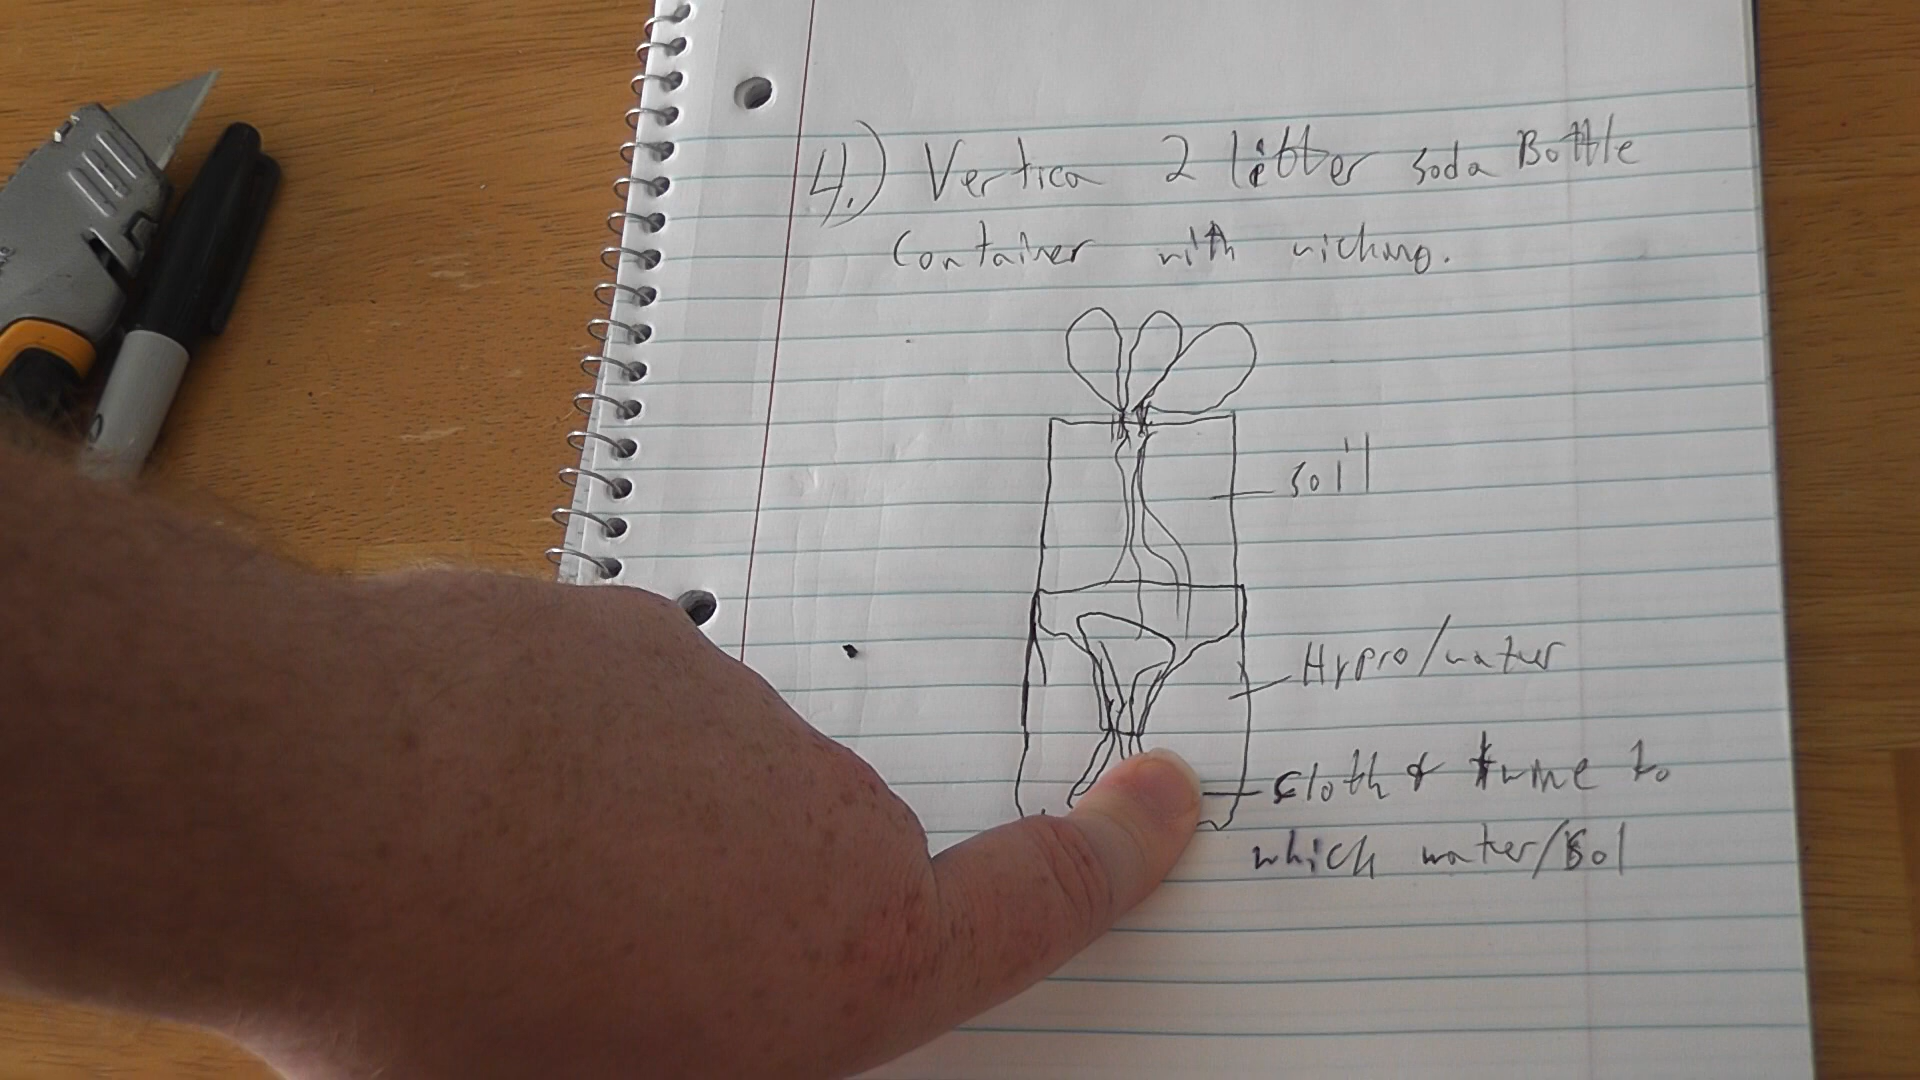 4.) Vertica 2 litter soda Bottle
Container with wicking.
soil
Hypro/water
cloth & twine to
which water/Sol